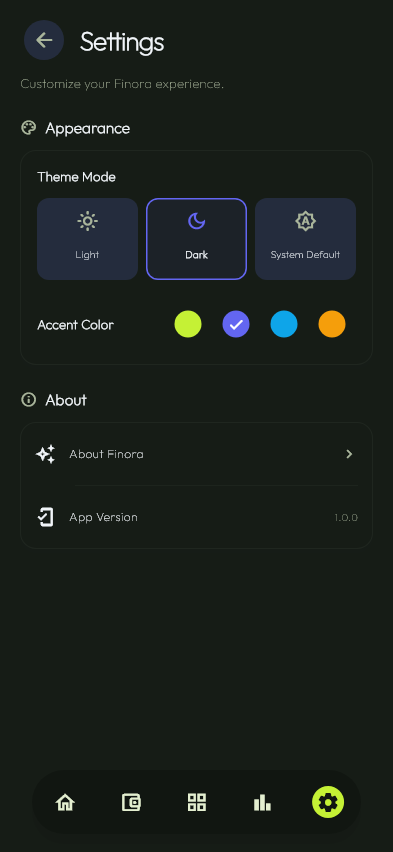 Settings
Customize your Finora experience.
Appearance
Theme Mode
Light
Dark
System Default
Accent Color
About
About Finora
App Version
1.0.0